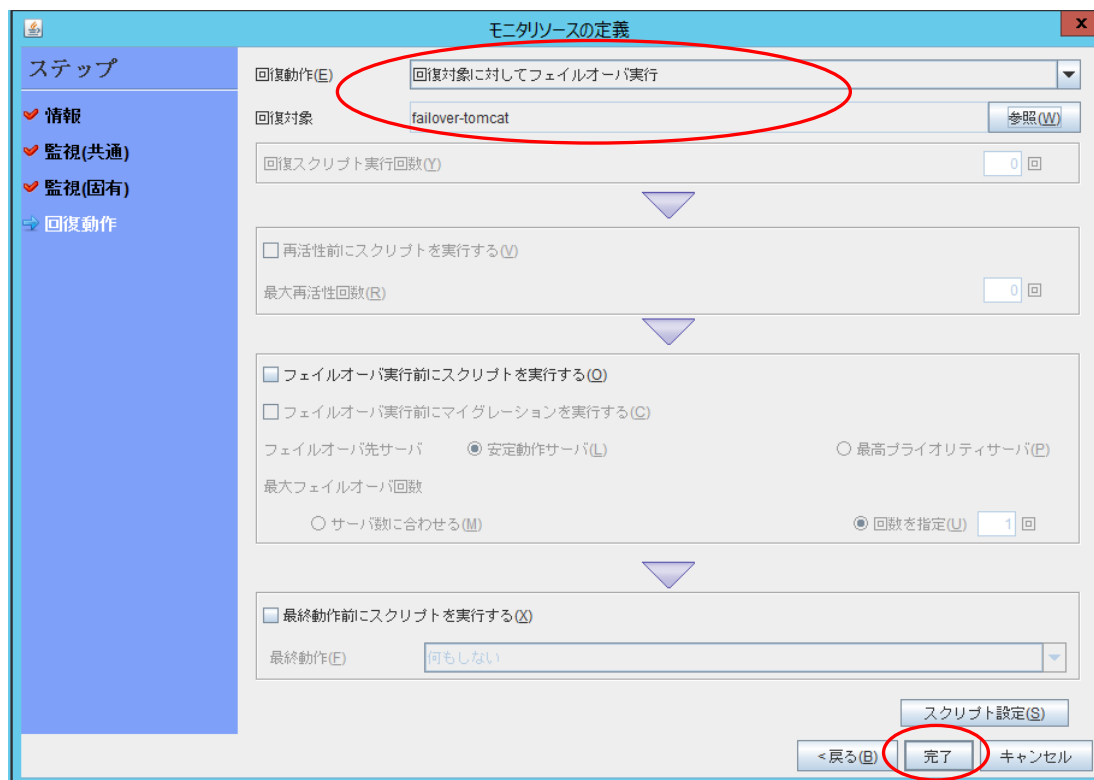 モニタリソースの定義
x
ステップ
情報
監視(共通)
監視(固有)
回復動作
回復動作(E) 回復対象に対してフェイルオーバ実行
回復対象 failover-tomcat 参照(W)
回復スクリプト実行回数(Y) 0 回
再活性前にスクリプトを実行する(V)
最大再活性回数(R) 0 回
フェイルオーバ実行前にスクリプトを実行する(O)
フェイルオーバ実行前にマイグレーションを実行する(C)
フェイルオーバ先サーバ 安定動作サーバ(L) 最高プライオリティサーバ(P)
最大フェイルオーバ回数
サーバ数に合わせる(M) 回数を指定(U) 1 回
最終動作前にスクリプトを実行する(X)
最終動作(F) 何もしない
スクリプト設定(S)
<戻る(B) 完了 キャンセル